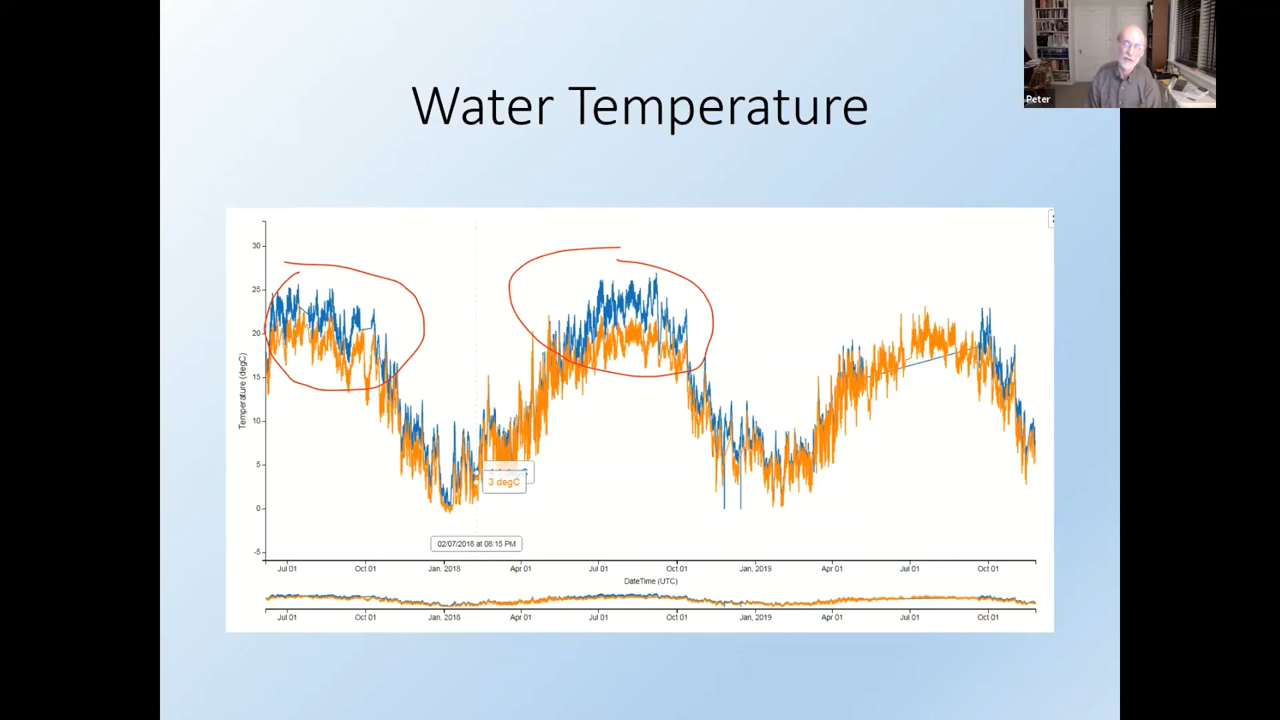 Water Temperature
Peter
30
25
20
15
10
5
0
-5
Temperature (degC)
3 degC
02/07/2018 at 08:15 PM
Jul 01 Oct 01 Jan, 2018 Apr 01 Jul 01 Oct 01 Jan, 2019 Apr 01 Jul 01 Oct 01
DateTime (UTC)
Jul 01 Oct 01 Jan, 2018 Apr 01 Jul 01 Oct 01 Jan, 2019 Apr 01 Jul 01 Oct 01